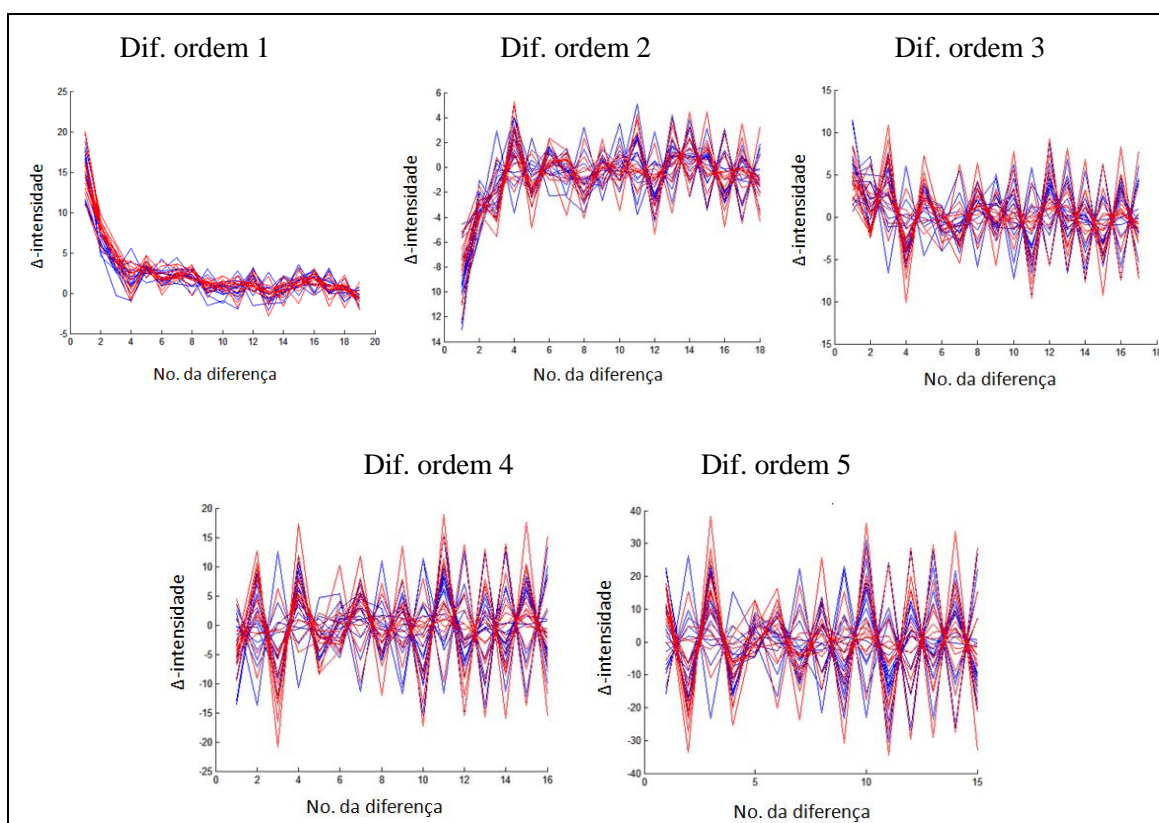 Dif. ordem 1
Dif. ordem 2
Dif. ordem 3
25
20
15
10
5
0
-5
0 2 4 6 8 10 12 14 16 18 20
Δ-intensidade
No. da diferença
6
4
2
0
-2
-4
-6
-8
-10
-12
14
0 2 4 6 8 10 12 14 16 18
Δ-intensidade
No. da diferença
15
10
5
0
-5
-10
-15
0 2 4 6 8 10 12 14 16 18
Δ-intensidade
No. da diferença
Dif. ordem 4
Dif. ordem 5
20
15
10
5
0
-5
-10
-15
-20
-25
0 2 4 6 8 10 12 14 16
Δ-intensidade
No. da diferença
40
30
20
10
0
-10
-20
-30
-40
0 5 10 15
Δ-intensidade
No. da diferença